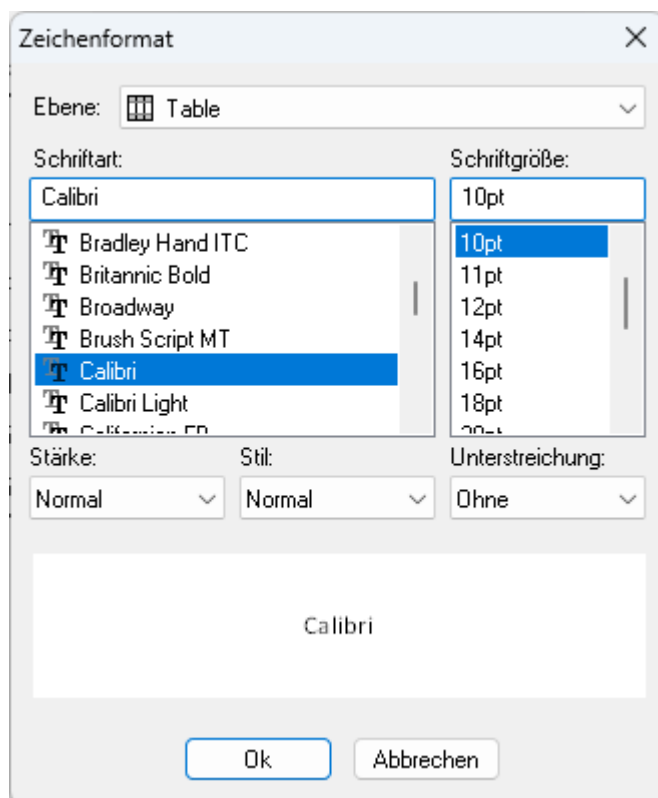 Zeichenformat
Ebene: Table
Schriftart: Schriftgröße:
Calibri 10pt
Bradley Hand ITC 10pt
Britannic Bold 11pt
Broadway 12pt
Brush Script MT 14pt
Calibri 16pt
Calibri Light 18pt
Stärke: Stil: Unterstreichung:
Normal Normal Ohne
Calibri
Ok Abbrechen